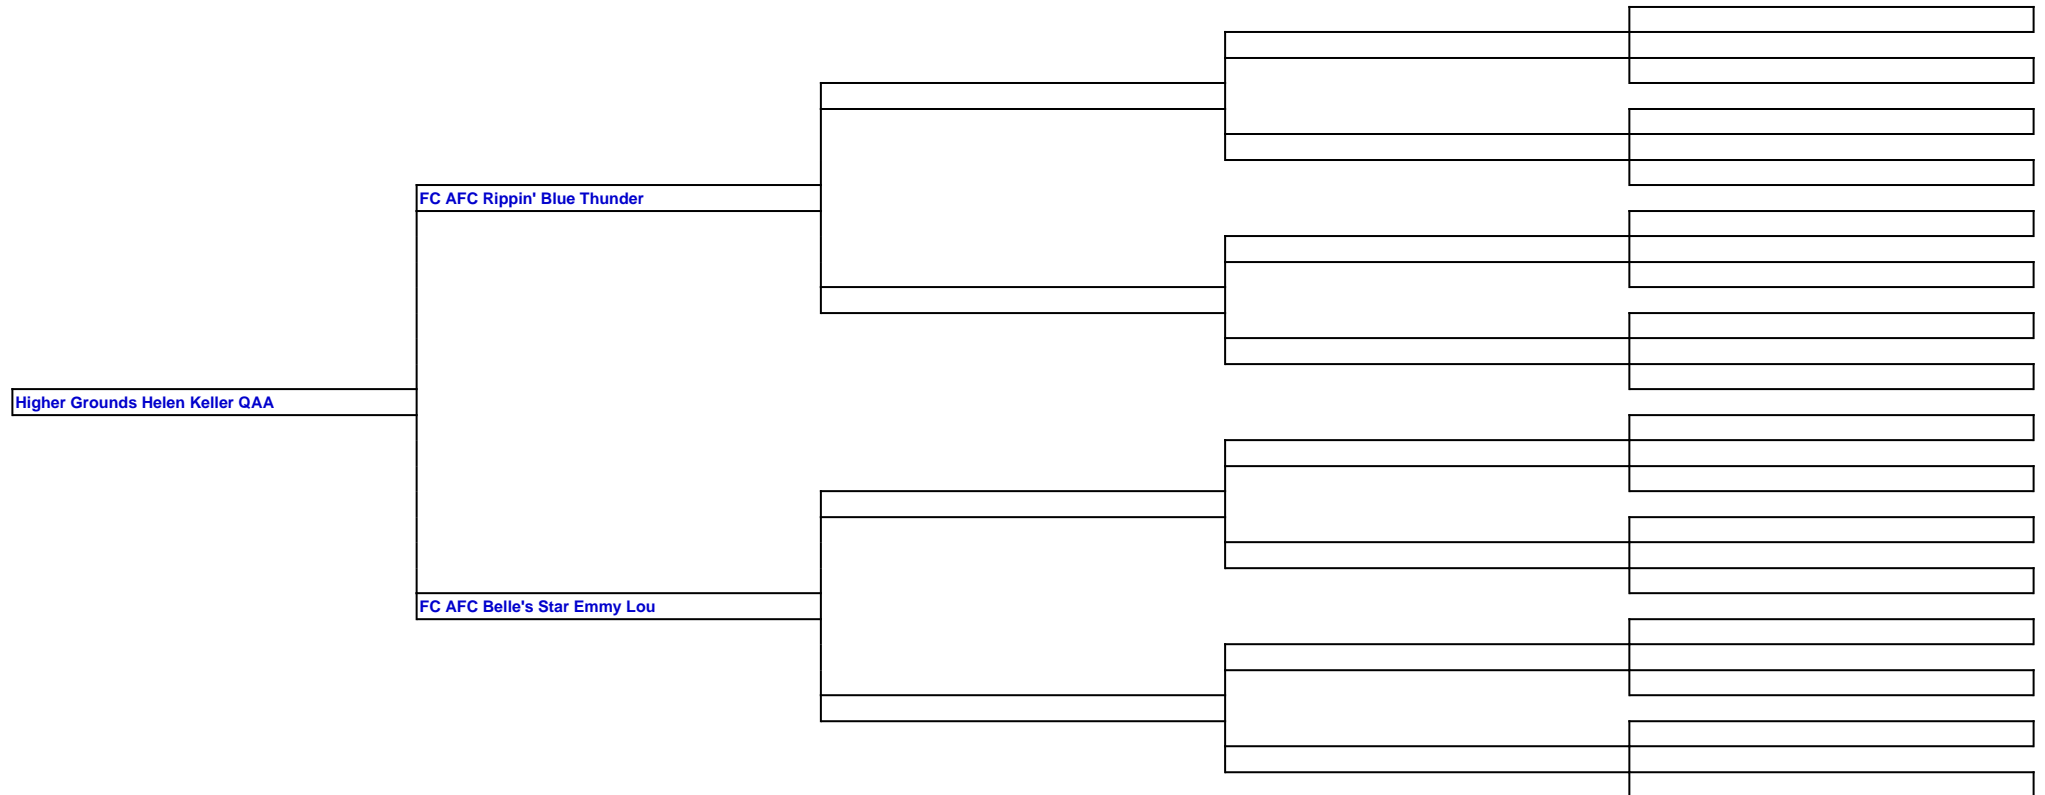 FC AFC Rippin' Blue Thunder
Higher Grounds Helen Keller QAA
FC AFC Belle's Star Emmy Lou